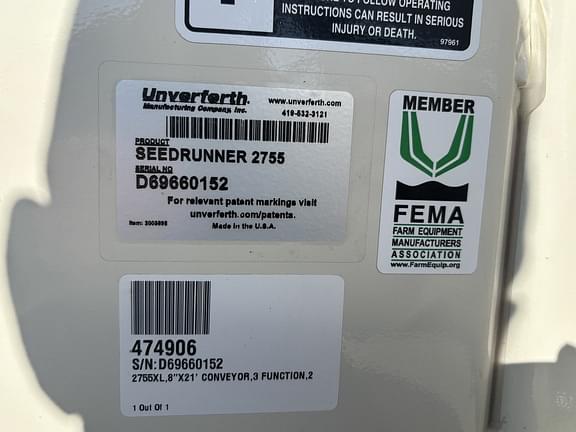 FOLLOW OPERATING
INSTRUCTIONS CAN RESULT IN SERIOUS
INJURY OR DEATH.
97961
Unverferth
Manufacturing Company, Inc.
www.unverferth.com
419-532-3121
PRODUCT
SEEDRUNNER 2755
SERIAL NO
D69660152
For relevant patent markings visit
unverferth.com/patents.
Made in the U.S.A.
MEMBER
FEMA
FARM EQUIPMENT
MANUFACTURERS
ASSOCIATION
www.FarmEquip.org
474906
S/N:D69660152
2755XL,8"X21' CONVEYOR,3 FUNCTION,2
1 Out Of 1